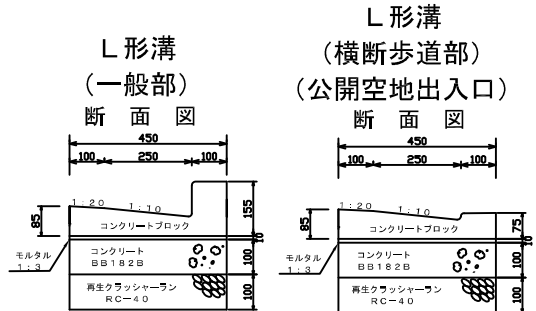 L形溝
(一般部)
断面図
450
100 250 100
1:20 1:10
85
155
コンクリートブロック
モルタル
1:3
コンクリート
BB182B
100
再生クラッシャーラン
RC-40
100
L形溝
(横断歩道部)
(公開空地出入口)
断面図
450
100 250 100
1:20 1:10
85
75
コンクリートブロック
10
モルタル
1:3
コンクリート
BB182B
100
再生クラッシャーラン
RC-40
100